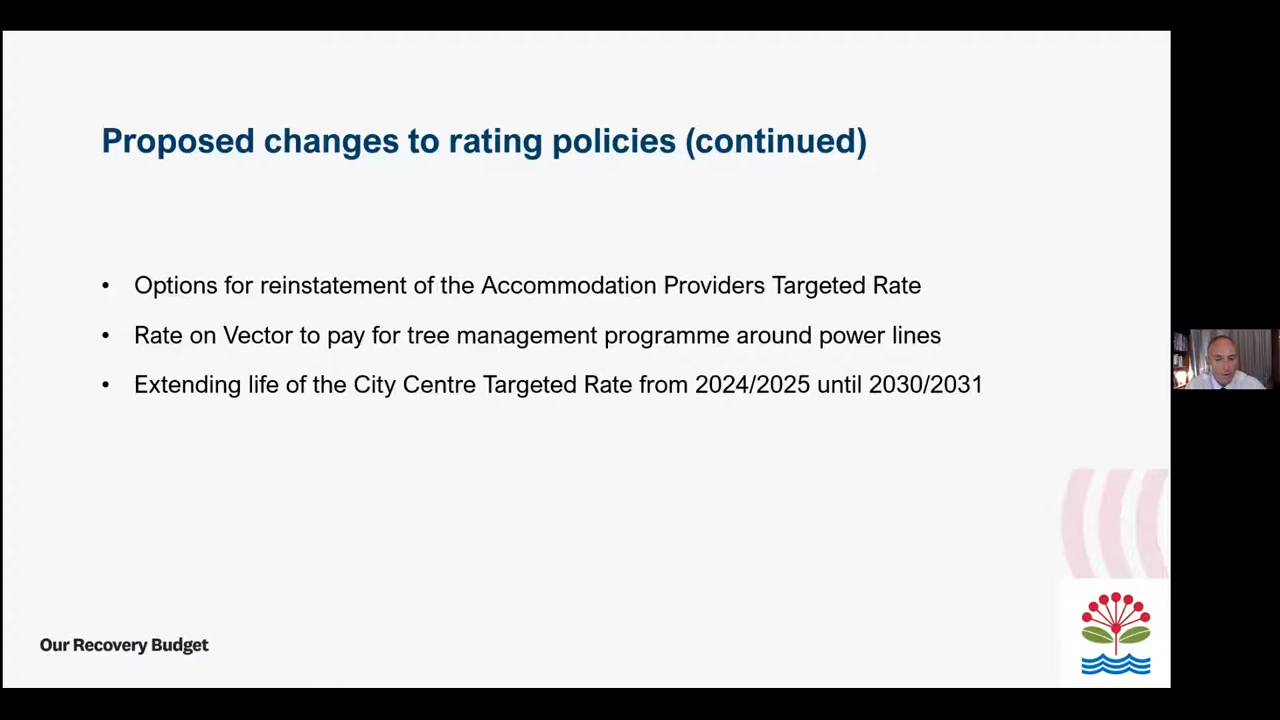 Proposed changes to rating policies (continued)
• Options for reinstatement of the Accommodation Providers Targeted Rate
• Rate on Vector to pay for tree management programme around power lines
• Extending life of the City Centre Targeted Rate from 2024/2025 until 2030/2031
Our Recovery Budget